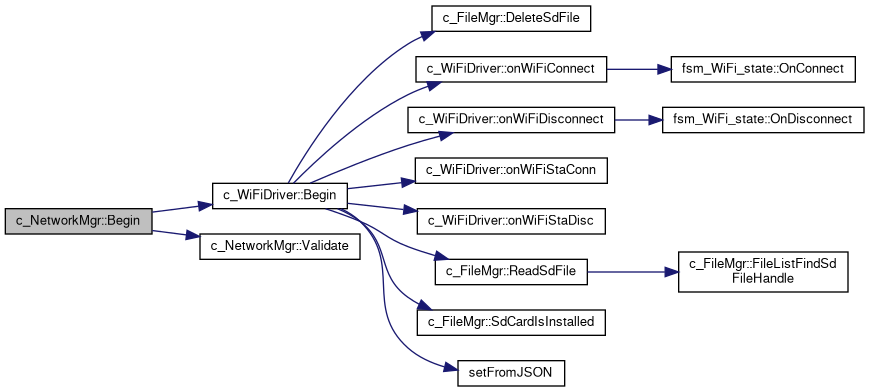 c_NetworkMgr::Begin
c_WiFiDriver::Begin
c_NetworkMgr::Validate
c_FileMgr::DeleteSdFile
c_WiFiDriver::onWiFiConnect
c_WiFiDriver::onWiFiDisconnect
c_WiFiDriver::onWiFiStaConn
c_WiFiDriver::onWiFiStaDisc
c_FileMgr::ReadSdFile
c_FileMgr::SdCardIsInstalled
setFromJSON
fsm_WiFi_state::OnConnect
fsm_WiFi_state::OnDisconnect
c_FileMgr::FileListFindSd
FileHandle